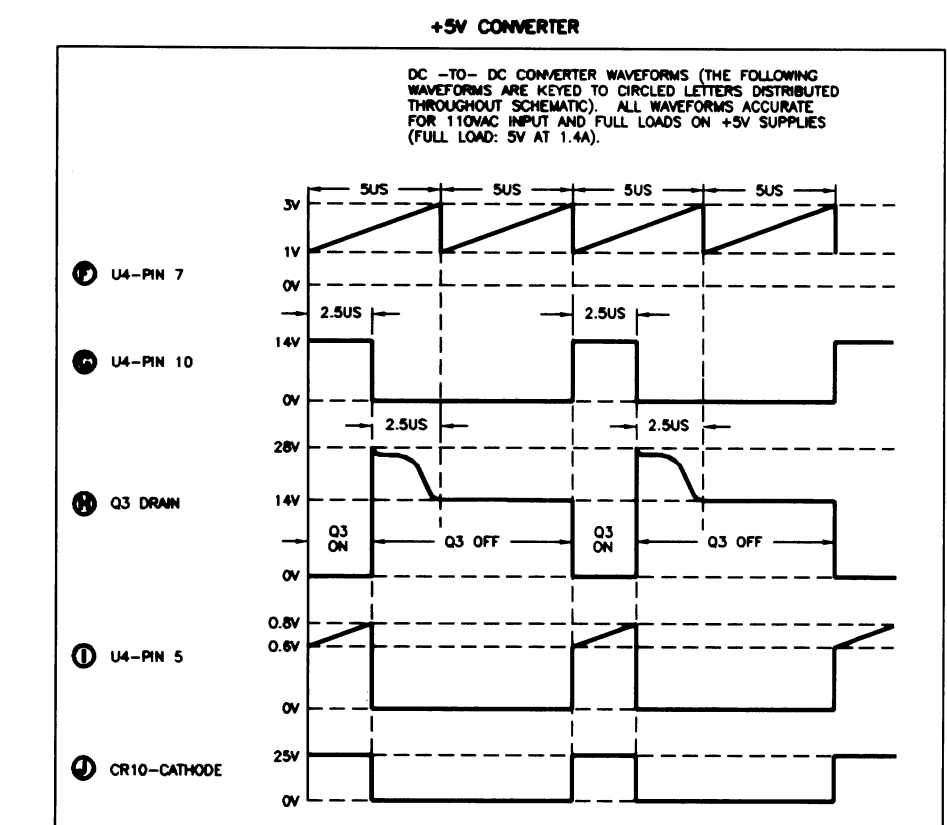 +5V CONVERTER
DC -TO- DC CONVERTER WAVEFORMS (THE FOLLOWING
WAVEFORMS ARE KEYED TO CIRCLED LETTERS DISTRIBUTED
THROUGHOUT SCHEMATIC). ALL WAVEFORMS ACCURATE
FOR 110VAC INPUT AND FULL LOADS ON +5V SUPPLIES
(FULL LOAD: 5V AT 1.4A).
5US 5US 5US 5US
3V
1V
F U4-PIN 7
0V
2.5US 2.5US
14V
G U4-PIN 10
0V
2.5US 2.5US
28V
14V
H Q3 DRAIN
Q3 ON Q3 OFF Q3 ON Q3 OFF
0V
0.8V
0.6V
I U4-PIN 5
0V
25V
J CR10-CATHODE
0V